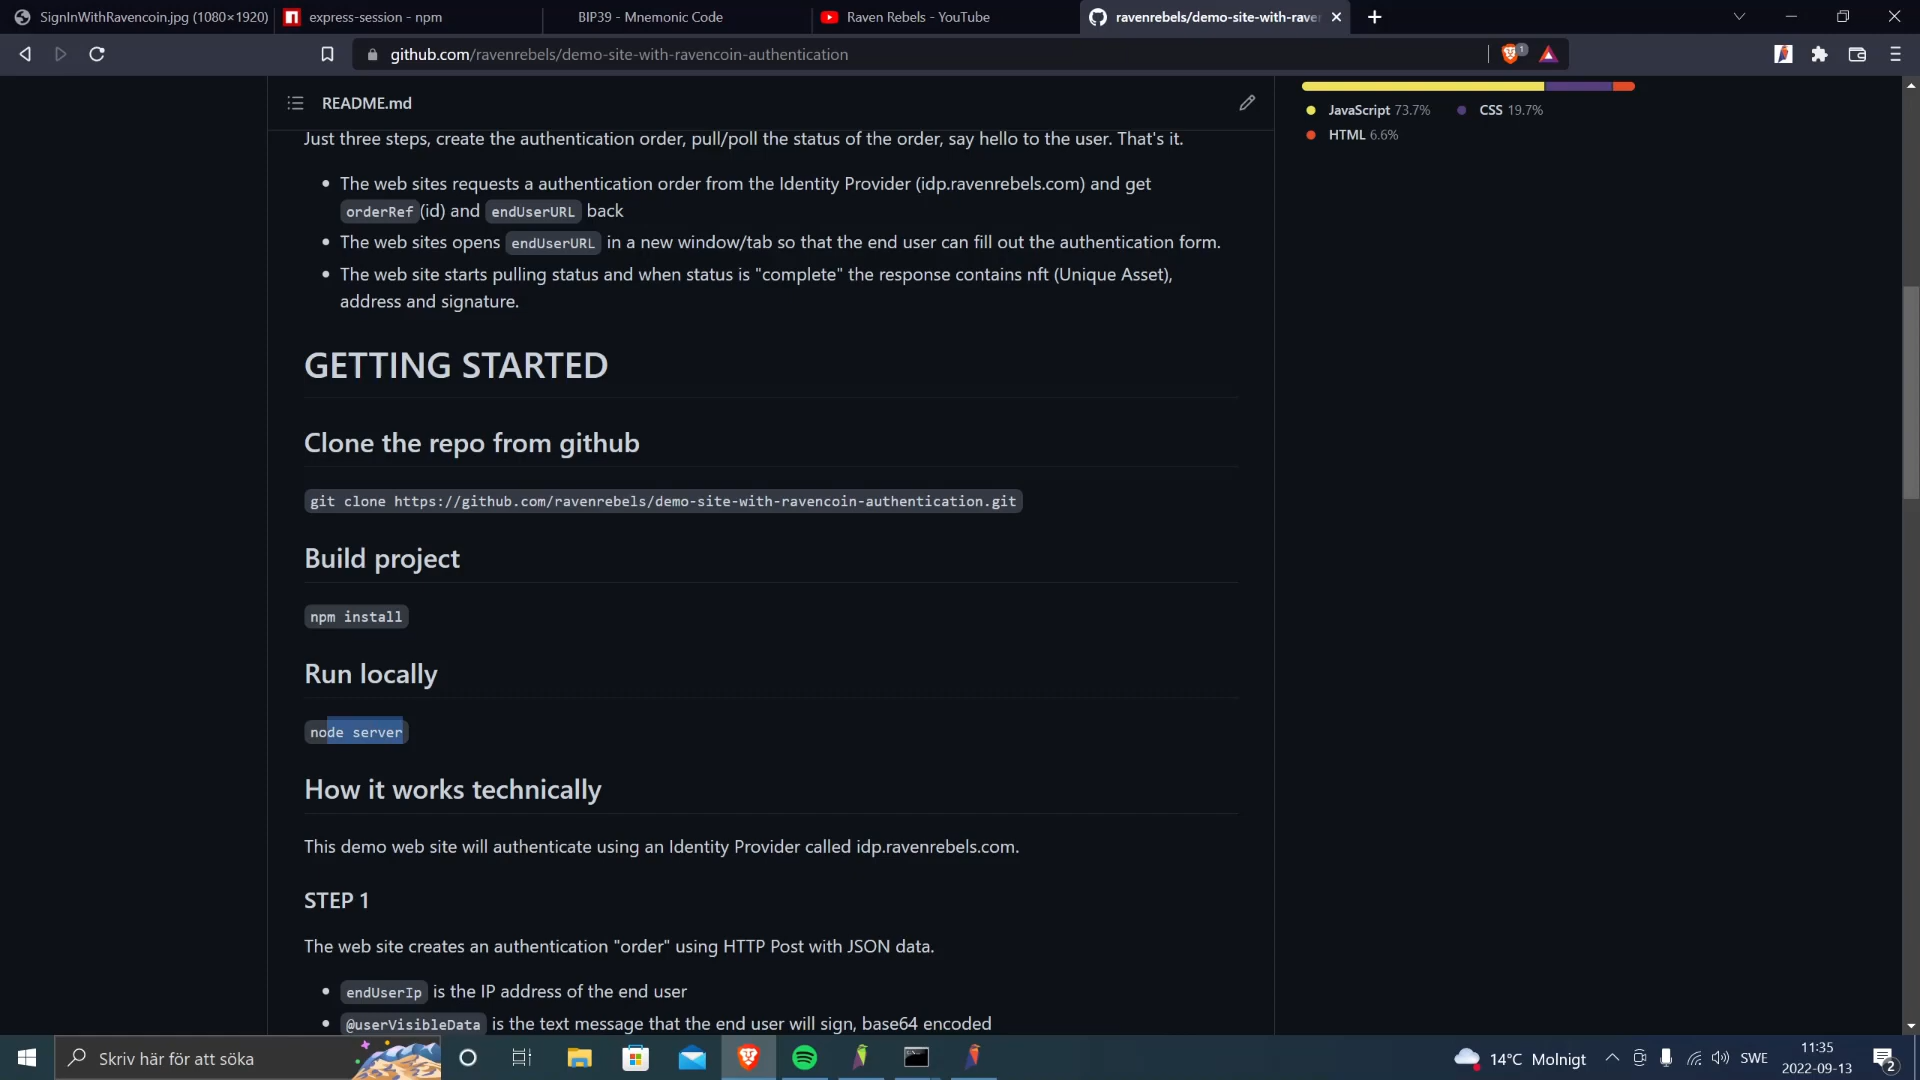 SignInWithRavencoin.jpg (1080×1920)
express-session - npm
BIP39 - Mnemonic Code
Raven Rebels - YouTube
ravenrebels/demo-site-with-rave
github.com/ravenrebels/demo-site-with-ravencoin-authentication
1
README.md
JavaScript 73.7%
CSS 19.7%
HTML 6.6%
Just three steps, create the authentication order, pull/poll the status of the order, say hello to the user. That's it.
The web sites requests a authentication order from the Identity Provider (idp.ravenrebels.com) and get
orderRef (id) and endUserURL back
The web sites opens endUserURL in a new window/tab so that the end user can fill out the authentication form.
The web site starts pulling status and when status is "complete" the response contains nft (Unique Asset),
address and signature.
GETTING STARTED
Clone the repo from github
git clone https://github.com/ravenrebels/demo-site-with-ravencoin-authentication.git
Build project
npm install
Run locally
node server
How it works technically
This demo web site will authenticate using an Identity Provider called idp.ravenrebels.com.
STEP 1
The web site creates an authentication "order" using HTTP Post with JSON data.
endUserIp is the IP address of the end user
@userVisibleData is the text message that the end user will sign, base64 encoded
Skriv här för att söka
14°C Molnigt
SWE
11:35
2022-09-13
2